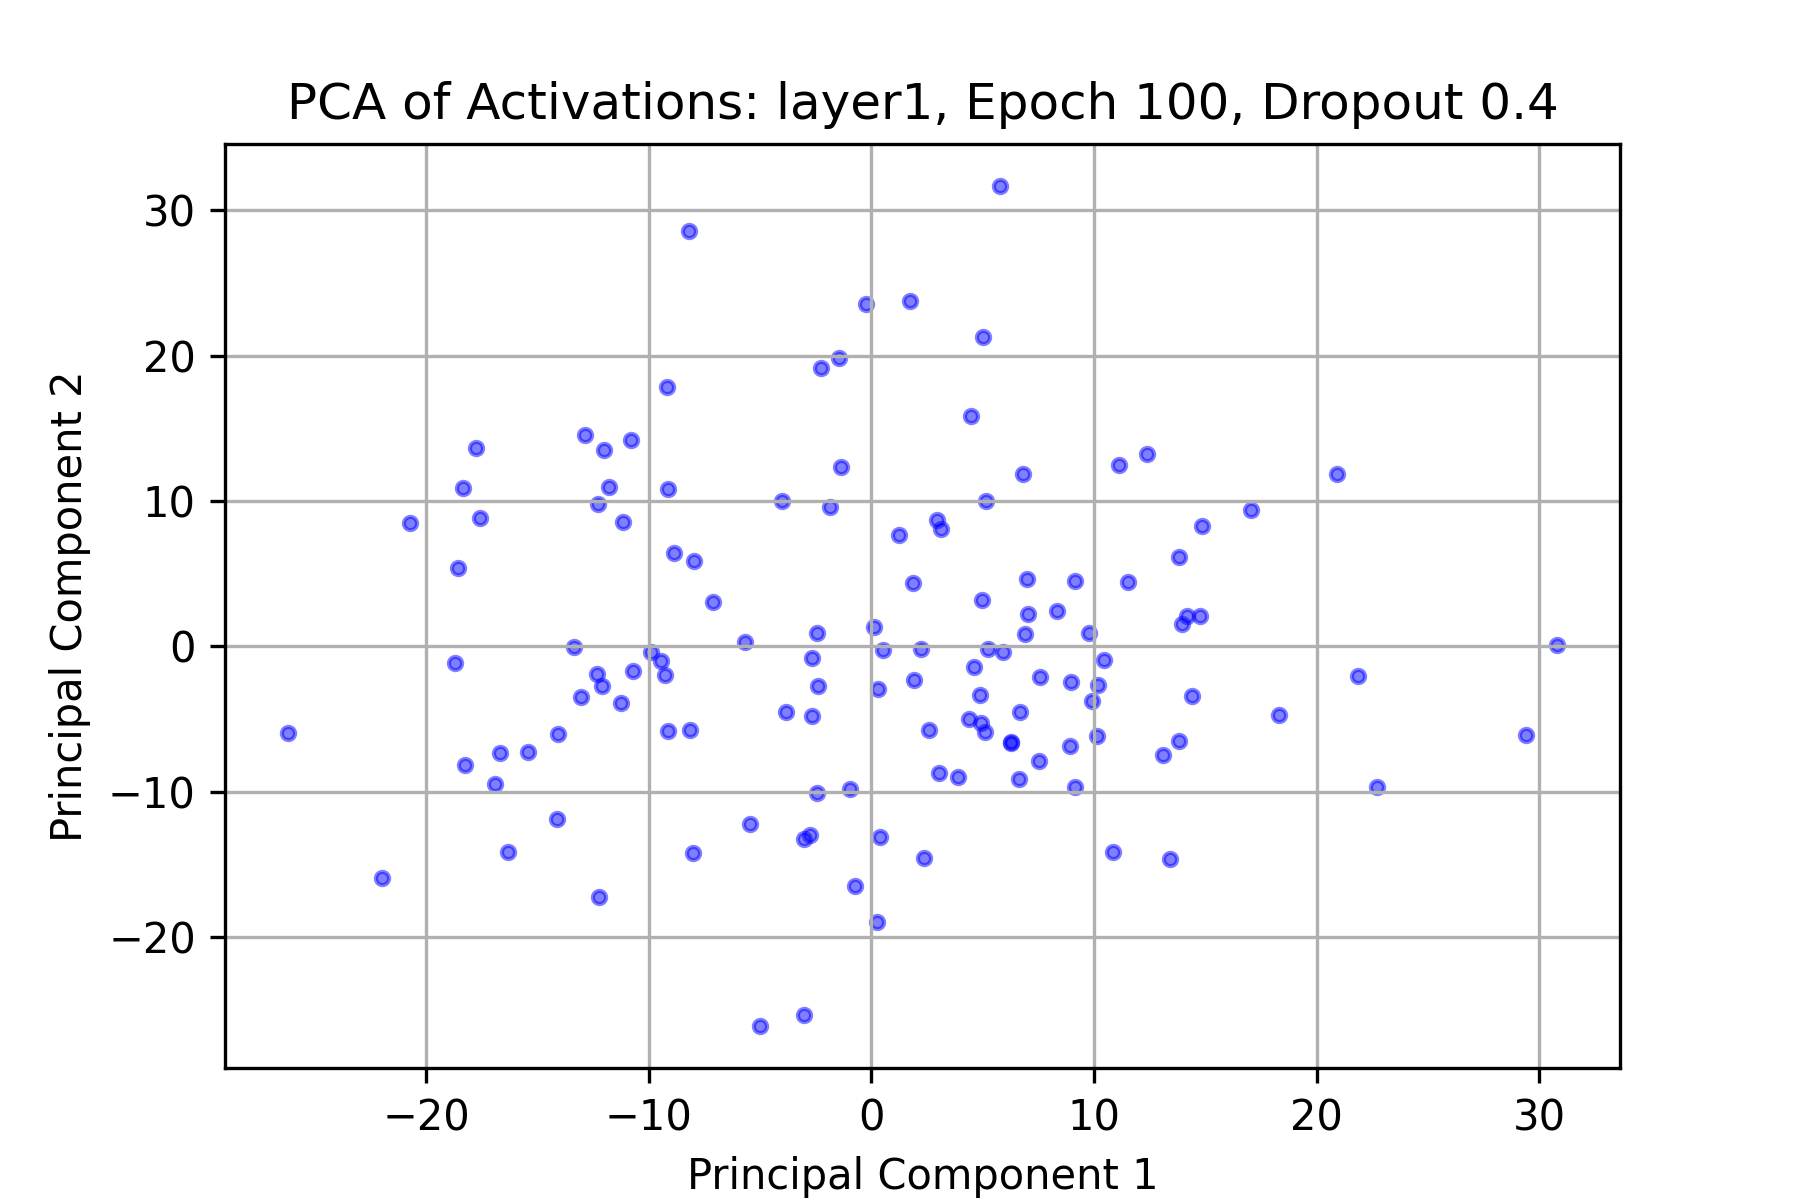 PCA of Activations: layer1, Epoch 100, Dropout 0.4
30
20
10
0
−10
−20
Principal Component 2
−20 −10 0 10 20 30
Principal Component 1